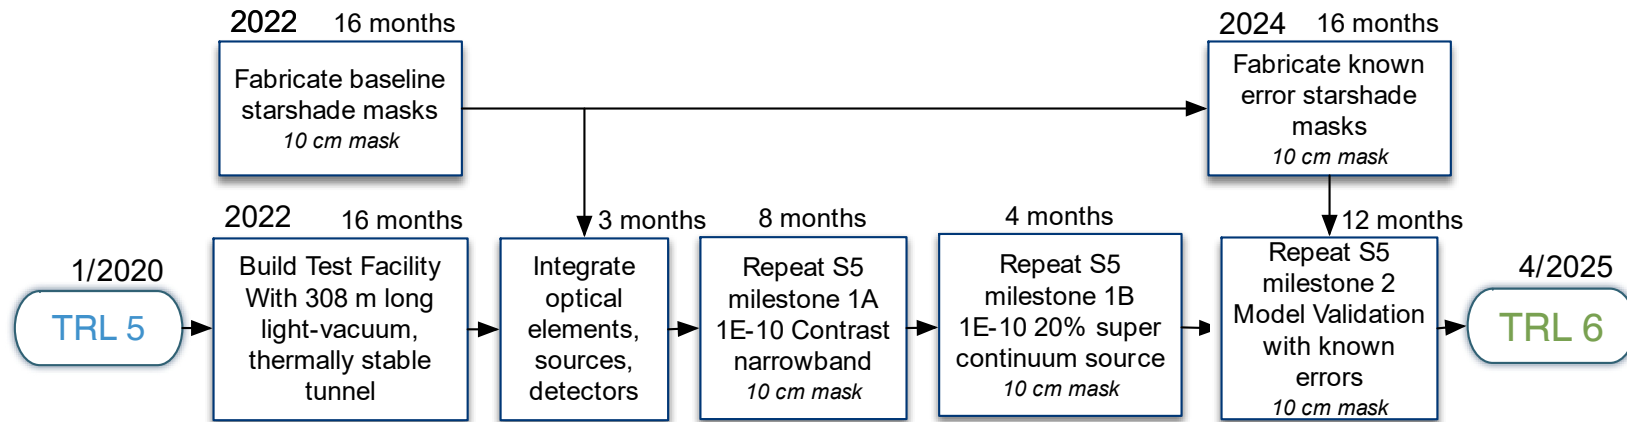 2022 16 months
Fabricate baseline
starshade masks
10 cm mask
2024 16 months
Fabricate known
error starshade
masks
10 cm mask
1/2020
TRL 5
2022 16 months
Build Test Facility
With 308 m long
light-vacuum,
thermally stable
tunnel
3 months
Integrate
optical
elements,
sources,
detectors
8 months
Repeat S5
milestone 1A
1E-10 Contrast
narrowband
10 cm mask
4 months
Repeat S5
milestone 1B
1E-10 20% super
continuum source
10 cm mask
12 months
Repeat S5
milestone 2
Model Validation
with known
errors
10 cm mask
4/2025
TRL 6